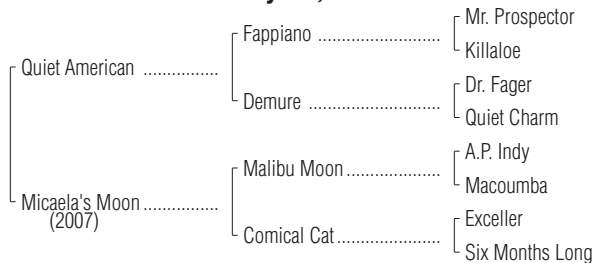 Mr. Prospector
Fappiano ........................
Killaloe
Quiet American ...............
Dr. Fager
Demure ..........................
Quiet Charm
A.P. Indy
Malibu Moon ..................
Macoumba
Micaela's Moon ...............
(2007)
Exceller
Comical Cat ....................
Six Months Long